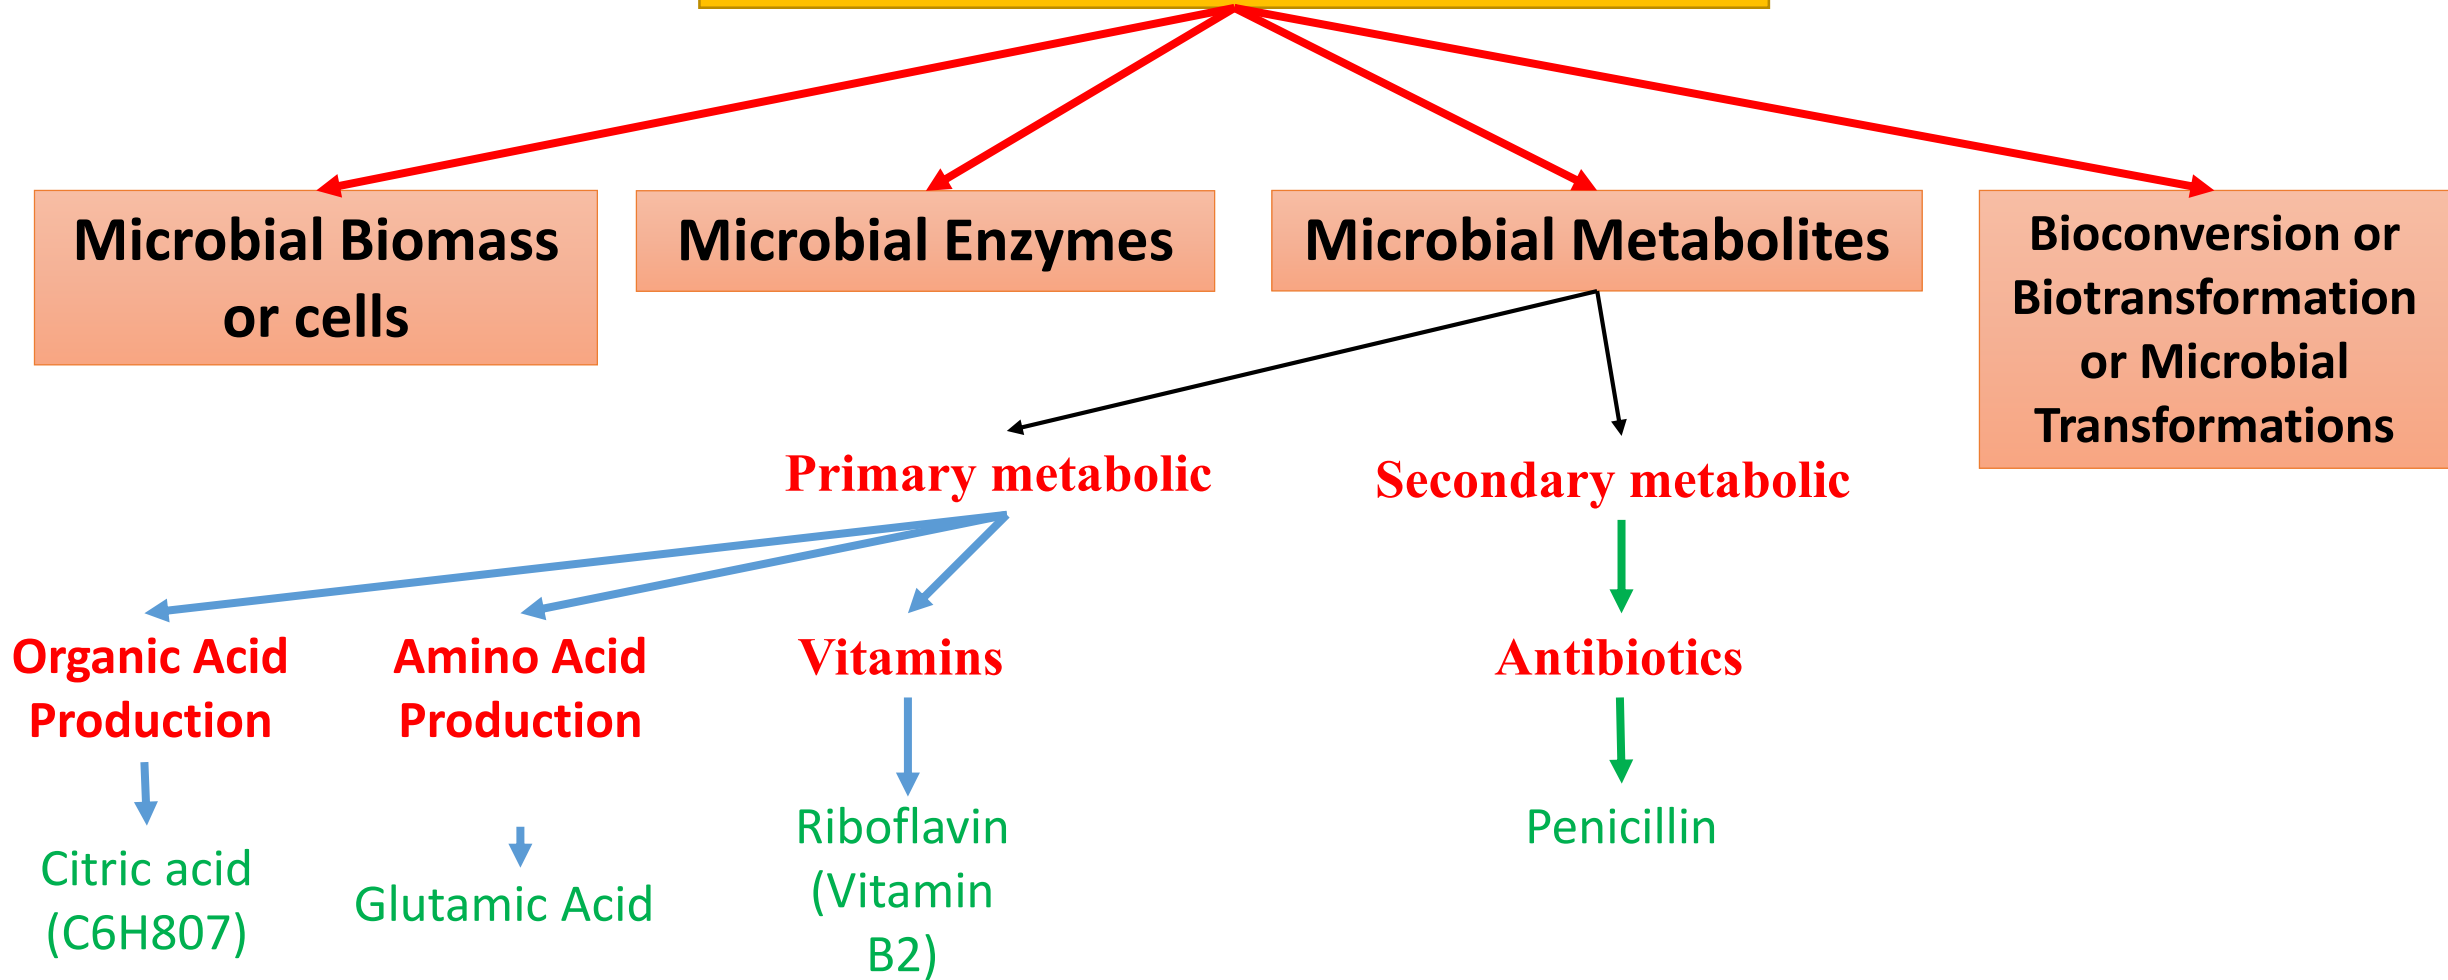 Microbial Biomass
or cells
Microbial Enzymes
Microbial Metabolites
Bioconversion or
Biotransformation
or Microbial
Transformations
Primary metabolic
Secondary metabolic
Organic Acid
Production
Amino Acid
Production
Vitamins
Antibiotics
Citric acid
(C6H807)
Glutamic Acid
Riboflavin
(Vitamin
B2)
Penicillin